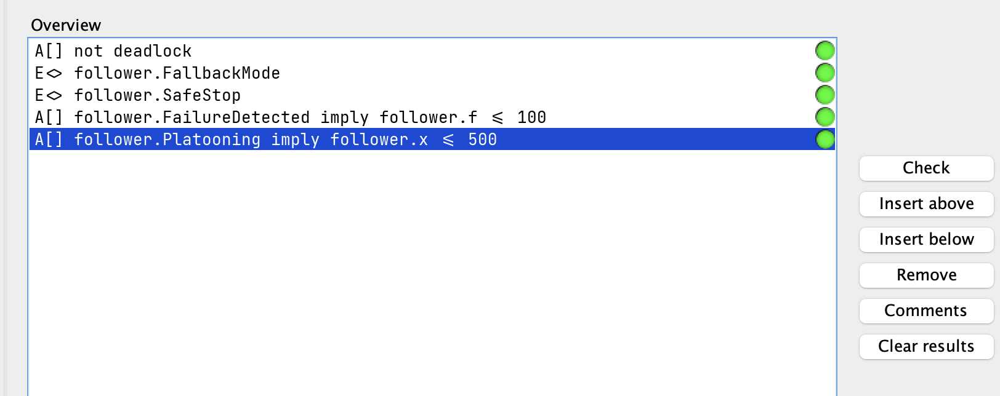 Overview
A[] not deadlock
E<> follower.FallbackMode
E<> follower.SafeStop
A[] follower.FailureDetected imply follower.f ⩽ 100
A[] follower.Platooning imply follower.x ⩽ 500
Check
Insert above
Insert below
Remove
Comments
Clear results